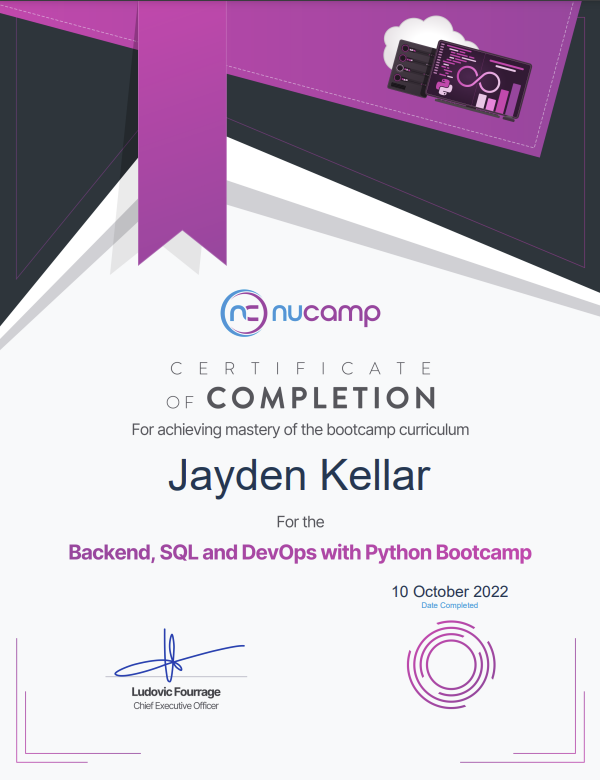 nucamp
CERTIFICATE
OF COMPLETION
For achieving mastery of the bootcamp curriculum
Jayden Kellar
For the
Backend, SQL and DevOps with Python Bootcamp
10 October 2022
Date Completed
Ludovic Fourrage
Chief Executive Officer